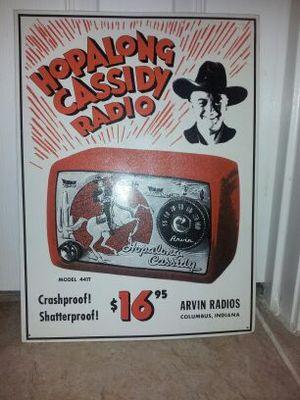 HOPALONG
CASSIDY
RADIO
Arvin
Hopalong
Cassidy
MODEL 441T
Crashproof!
Shatterproof!
$16.95
ARVIN RADIOS
COLUMBUS, INDIANA